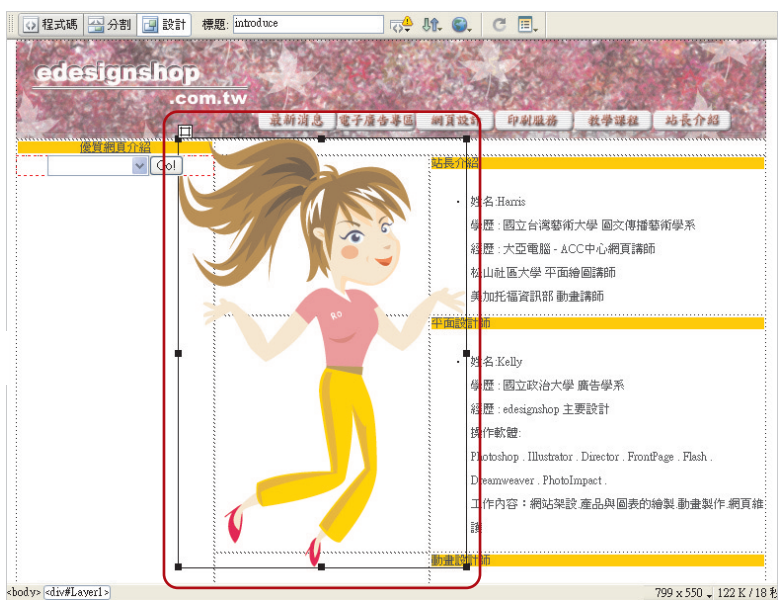 程式碼 分割 設計 標題: introduce
edesignshop
.com.tw
最新消息 電子廣告專區 網頁設計 印刷服務 教學課程 站長介紹
優質網頁介紹
Go!
RO
站長介紹
· 姓名:Harris
學歷 : 國立台灣藝術大學 圖文傳播藝術學系
經歷 : 大亞電腦 - ACC中心網頁講師
松山社區大學 平面繪圖講師
美加托福資訊部 動畫講師
平面設計師
· 姓名:Kelly
學歷 : 國立政治大學 廣告學系
經歷 : edesignshop 主要設計
操作軟體:
Photoshop . Illustrator . Director . FrontPage . Flash .
Dreamweaver . PhotoImpact .
工作內容：網站架設.產品與圖表的繪製.動畫製作.網頁維
護
動畫設計師
<body> <div#Layer1> 799 x 550 122 K / 18 秒